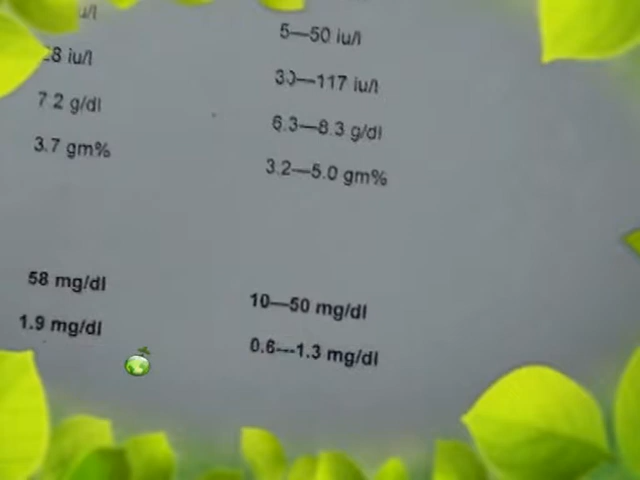 iu/l 5—50 iu/l
iu/l 30—117 iu/l
7.2 g/dl 6.3—8.3 g/dl
3.7 gm% 3.2—5.0 gm%
58 mg/dl 10—50 mg/dl
1.9 mg/dl 0.6---1.3 mg/dl